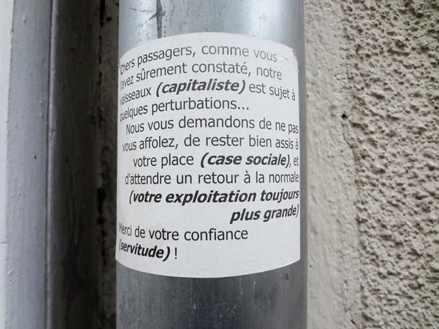 Chers passagers, comme vous
l'avez sûrement constaté, notre
vaisseaux (capitaliste) est sujet à
quelques perturbations...
Nous vous demandons de ne pas
vous affolez, de rester bien assis à
votre place (case sociale), et
d'attendre un retour à la normale
(votre exploitation toujours
plus grande)
Merci de votre confiance
(servitude) !